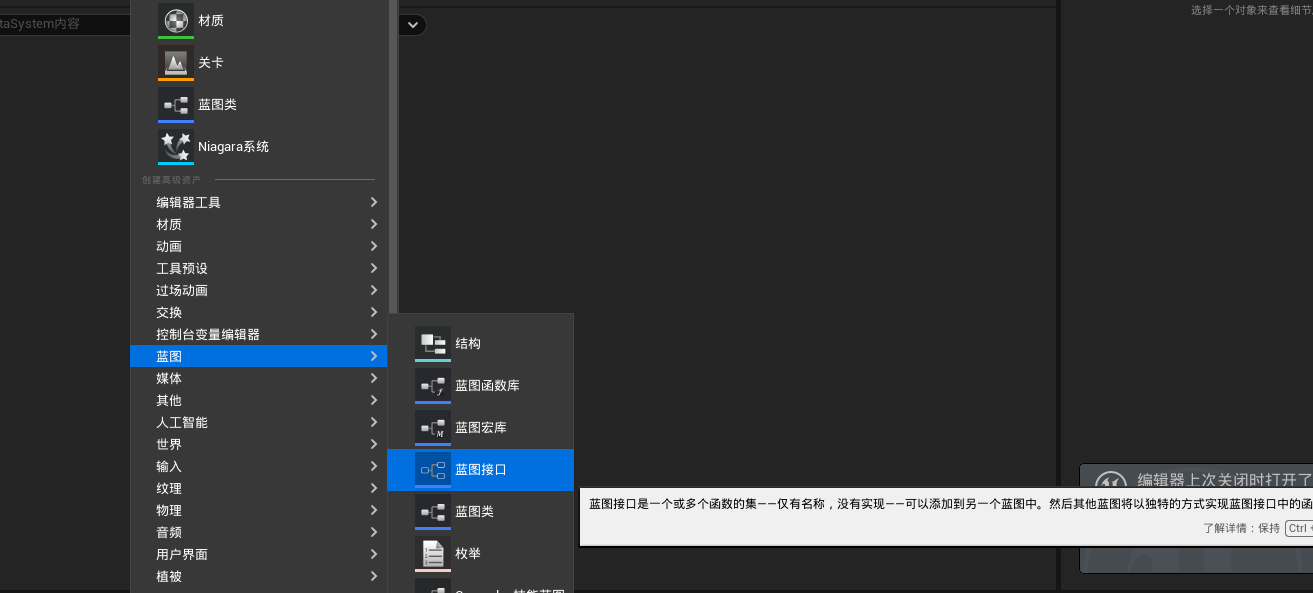 taSystem内容
选择一个对象来查看细节
材质
关卡
蓝图类
Niagara系统
创建高级资产
编辑器工具
材质
动画
工具预设
过场动画
交换
控制台变量编辑器
蓝图
媒体
其他
人工智能
世界
输入
纹理
物理
音频
用户界面
植被
结构
蓝图函数库
蓝图宏库
蓝图接口
蓝图类
枚举
编辑器上次关闭时打开了
蓝图接口是一个或多个函数的集——仅有名称，没有实现——可以添加到另一个蓝图中。然后其他蓝图将以独特的方式实现蓝图接口中的函
了解详情：保持 Ctrl +